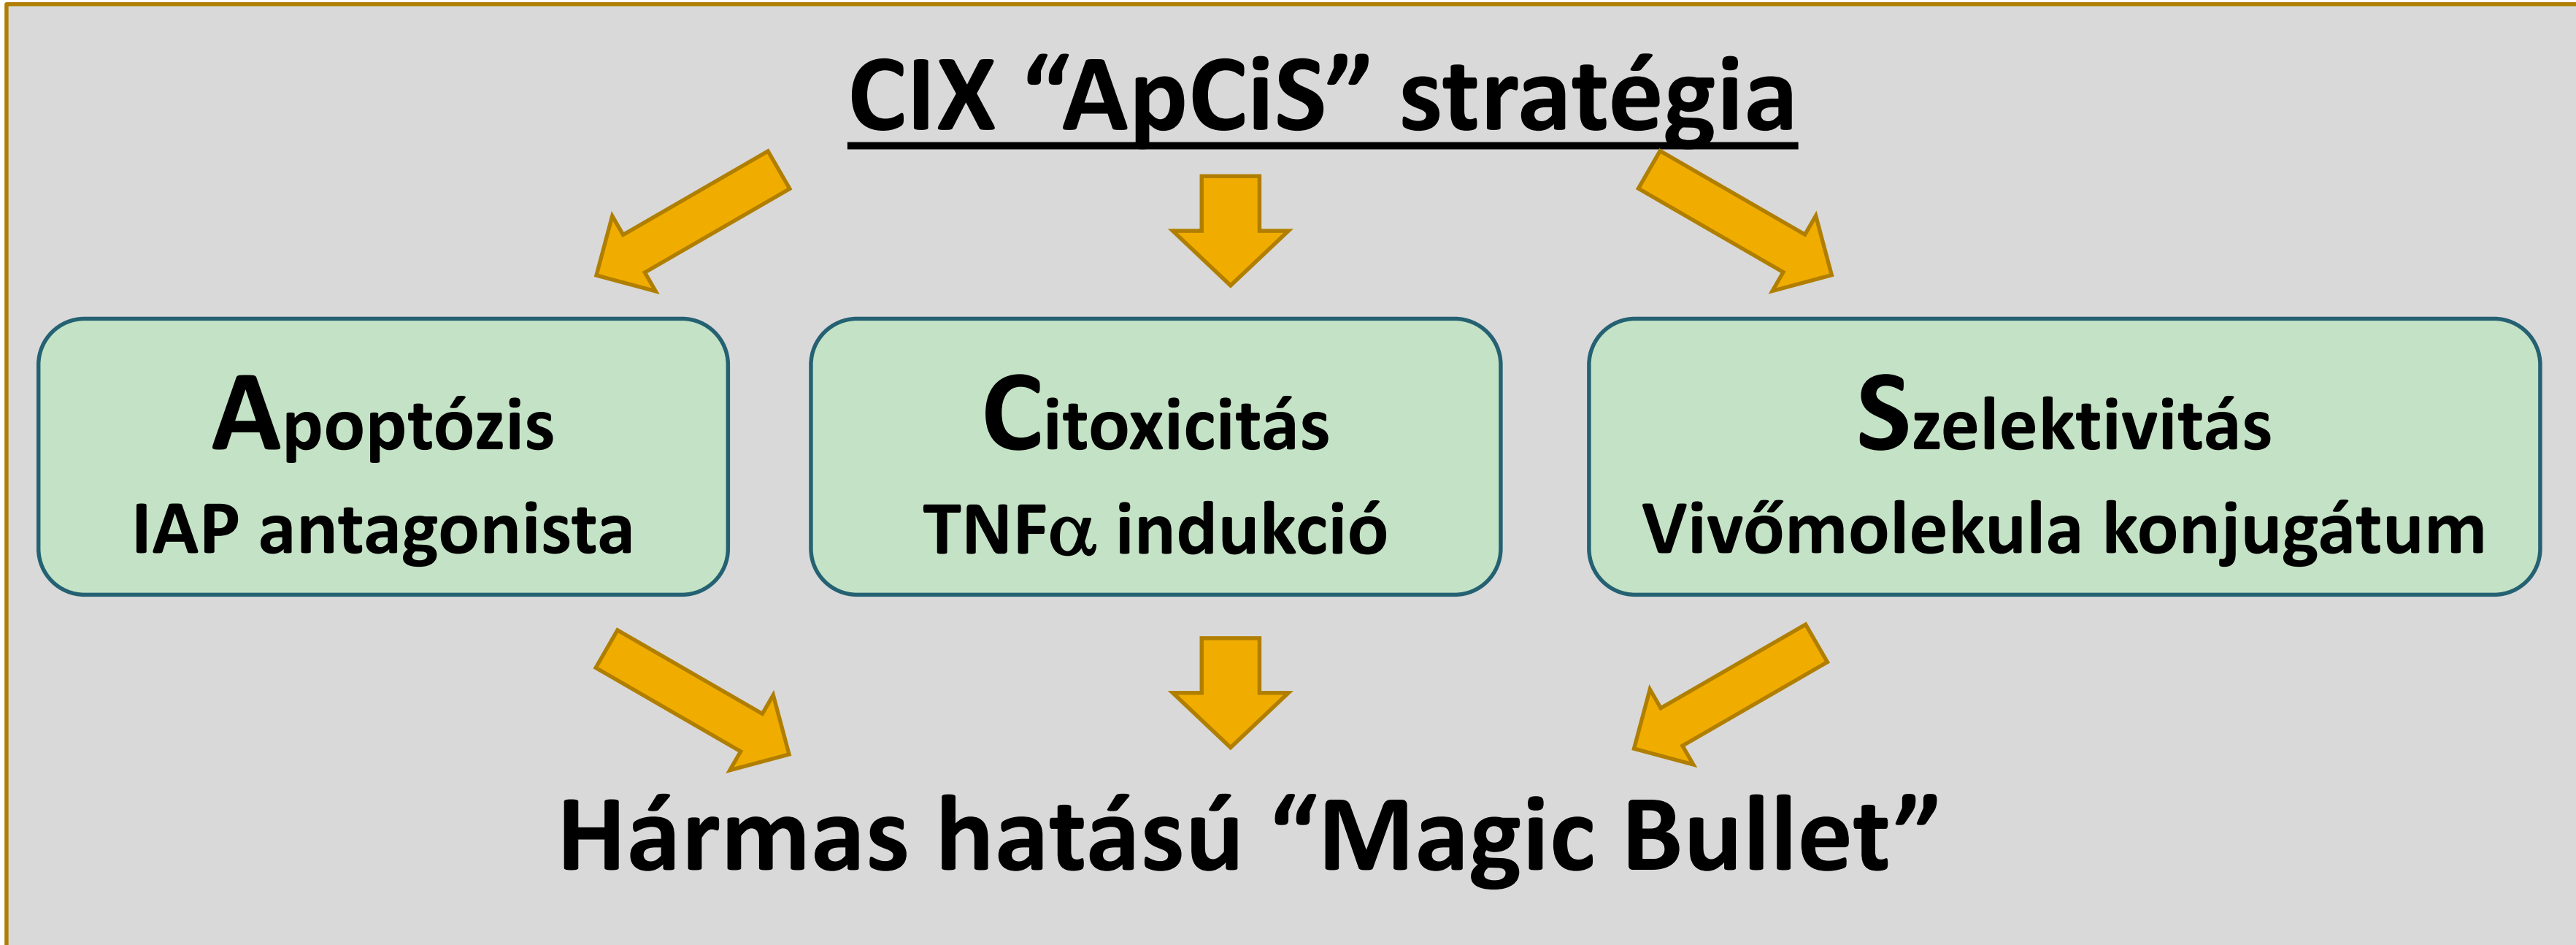 CIX “ApCiS” stratégia
Apoptózis
IAP antagonista
Citoxicitás
TNFα indukció
Szelektivitás
Vivőmolekula konjugátum
Hármas hatású “Magic Bullet”